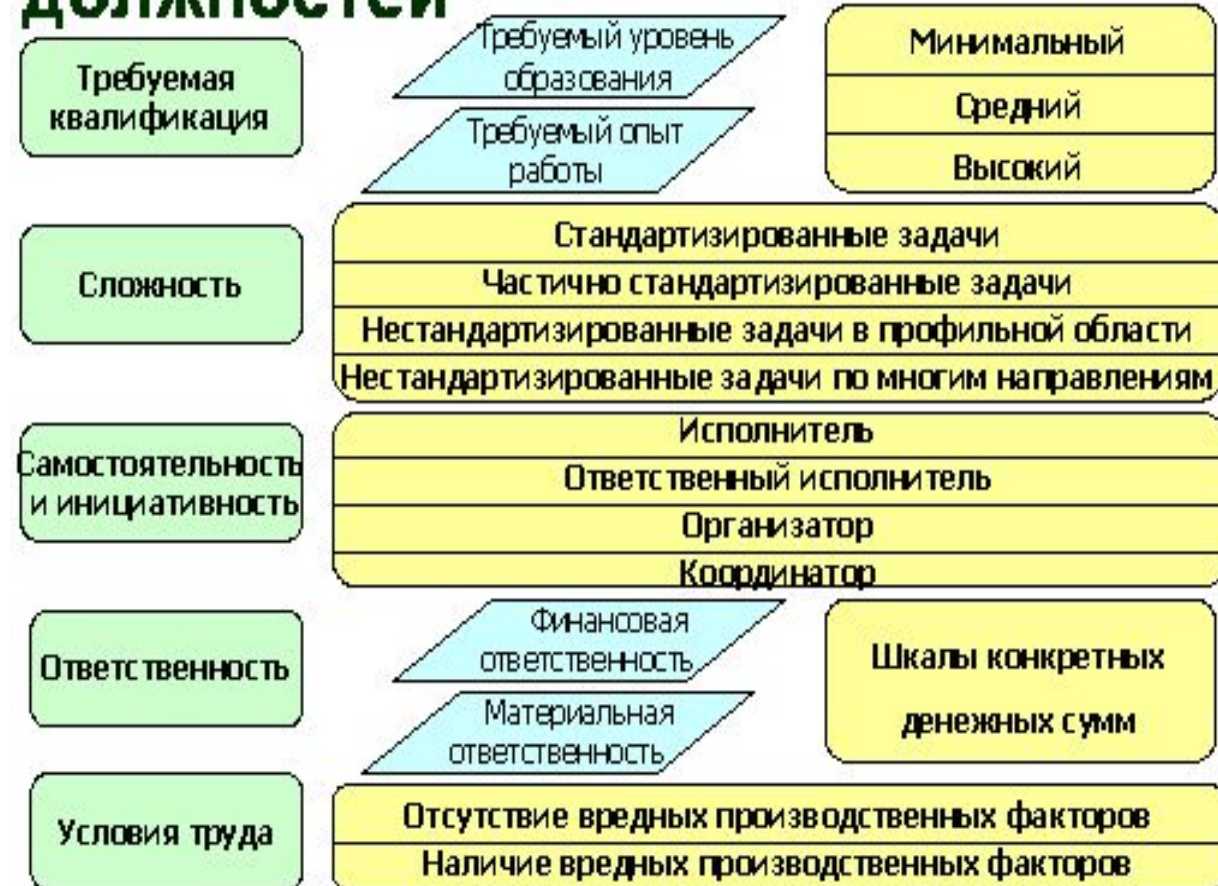 должностей
Требуемая
квалификация
Требуемый уровень
образования
Требуемый опыт
работы
Минимальный
Средний
Высокий
Сложность
Стандартизированные задачи
Частично стандартизированные задачи
Нестандартизированные задачи в профильной области
Нестандартизированные задачи по многим направлениям
Самостоятельность
и инициативность
Исполнитель
Ответственный исполнитель
Организатор
Координатор
Ответственность
Финансовая
ответственность
Материальная
ответственность
Шкалы конкретных
денежных сумм
Условия труда
Отсутствие вредных производственных факторов
Наличие вредных производственных факторов